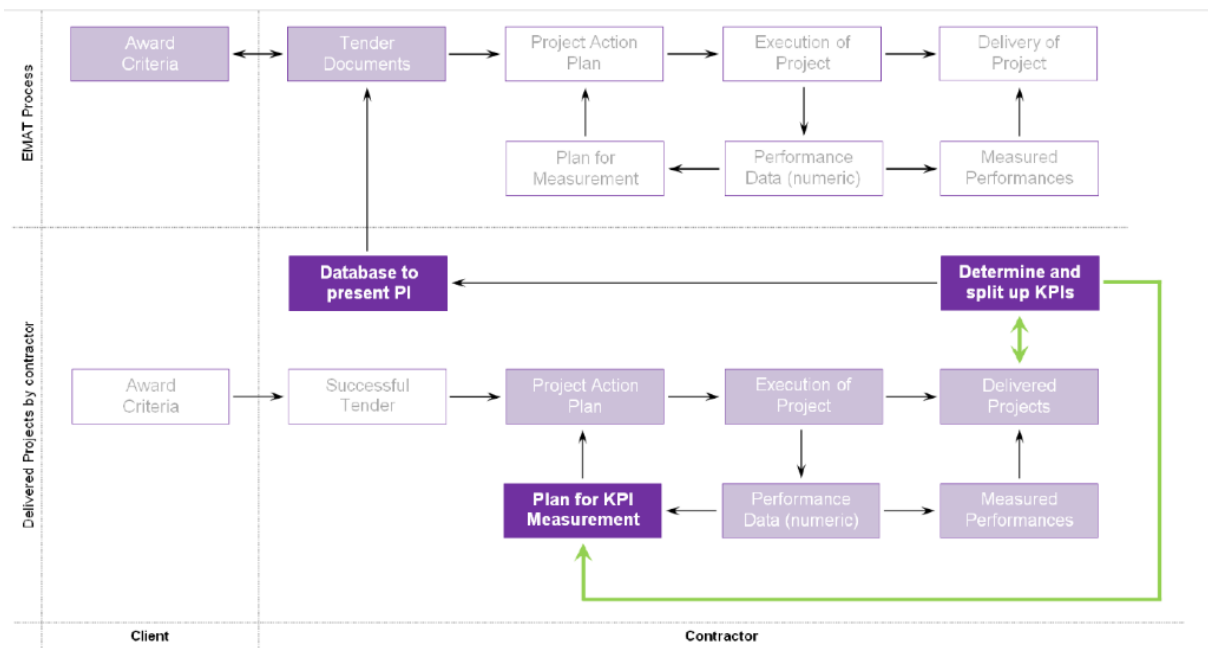 EMAT Process
Award
Criteria
Tender
Documents
Project Action
Plan
Execution of
Project
Delivery of
Project
Plan for
Measurement
Performance
Data (numeric)
Measured
Performances
Delivered Projects by contractor
Database to
present PI
Determine and
split up KPIs
Award
Criteria
Successful
Tender
Project Action
Plan
Execution of
Project
Delivered
Projects
Plan for KPI
Measurement
Performance
Data (numeric)
Measured
Performances
Client
Contractor